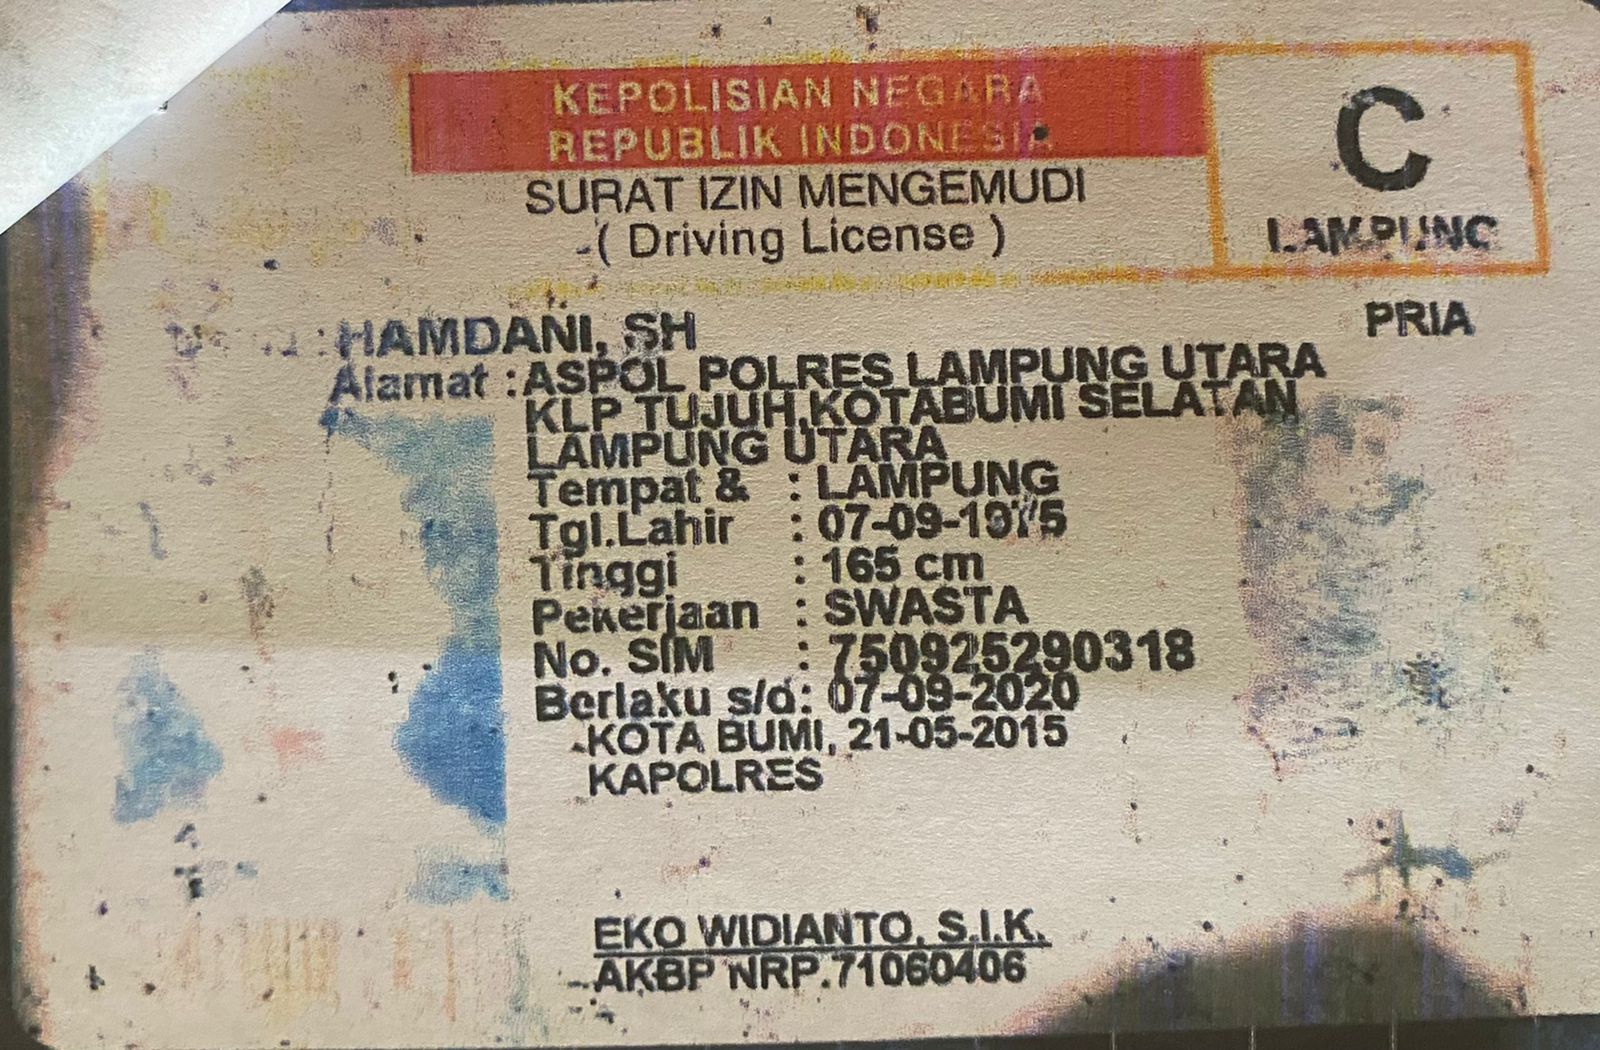 KEPOLISIAN NEGARA
REPUBLIK INDONESIA
SURAT IZIN MENGEMUDI
( Driving License )
C
LAMPUNG
PRIA
: HAMDANI, SH
Alamat : ASPOL POLRES LAMPUNG UTARA
KLP TUJUH,KOTABUMI SELATAN
LAMPUNG UTARA
Tempat & : LAMPUNG
Tgl.Lahir : 07-09-1975
Tinggi : 165 cm
Pekerjaan : SWASTA
No. SIM : 750925290318
Berlaku s/d: 07-09-2020
KOTA BUMI, 21-05-2015
KAPOLRES
EKO WIDIANTO, S.I.K.
AKBP NRP.71060406